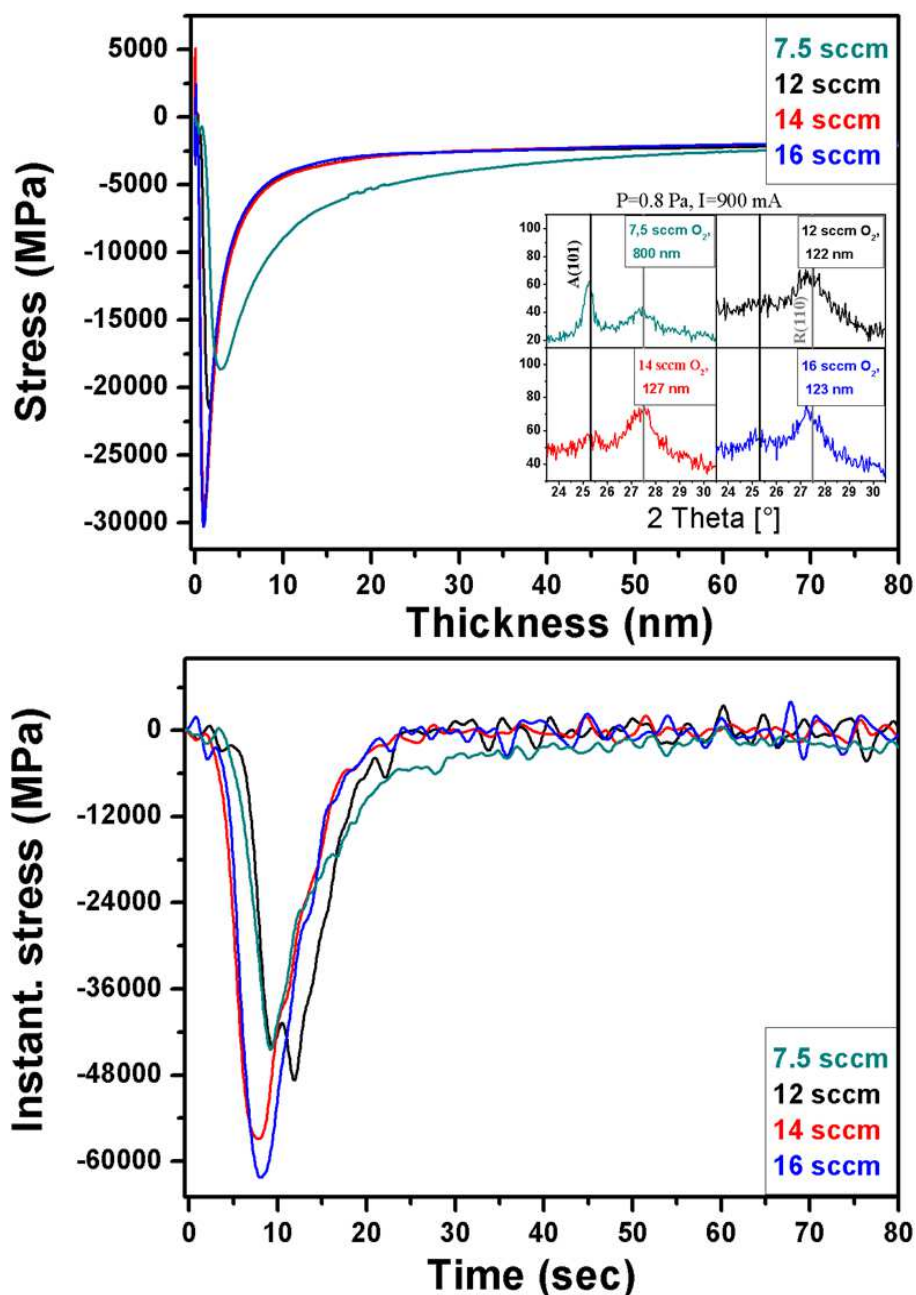 5000
0
-5000
-10000
-15000
-20000
-25000
-30000
Stress (MPa)
7.5 sccm
12 sccm
14 sccm
16 sccm
P=0.8 Pa, I=900 mA
100
80
60
40
20
A(101)
7,5 sccm O₂,
800 nm
12 sccm O₂,
122 nm
R(110)
100
80
60
40
14 sccm O₂,
127 nm
16 sccm O₂,
123 nm
24 25 26 27 28 29 30 24 25 26 27 28 29 30
2 Theta [°]
0 10 20 30 40 50 60 70 80
Thickness (nm)
0
-12000
-24000
-36000
-48000
-60000
Instant. stress (MPa)
7.5 sccm
12 sccm
14 sccm
16 sccm
0 10 20 30 40 50 60 70 80
Time (sec)